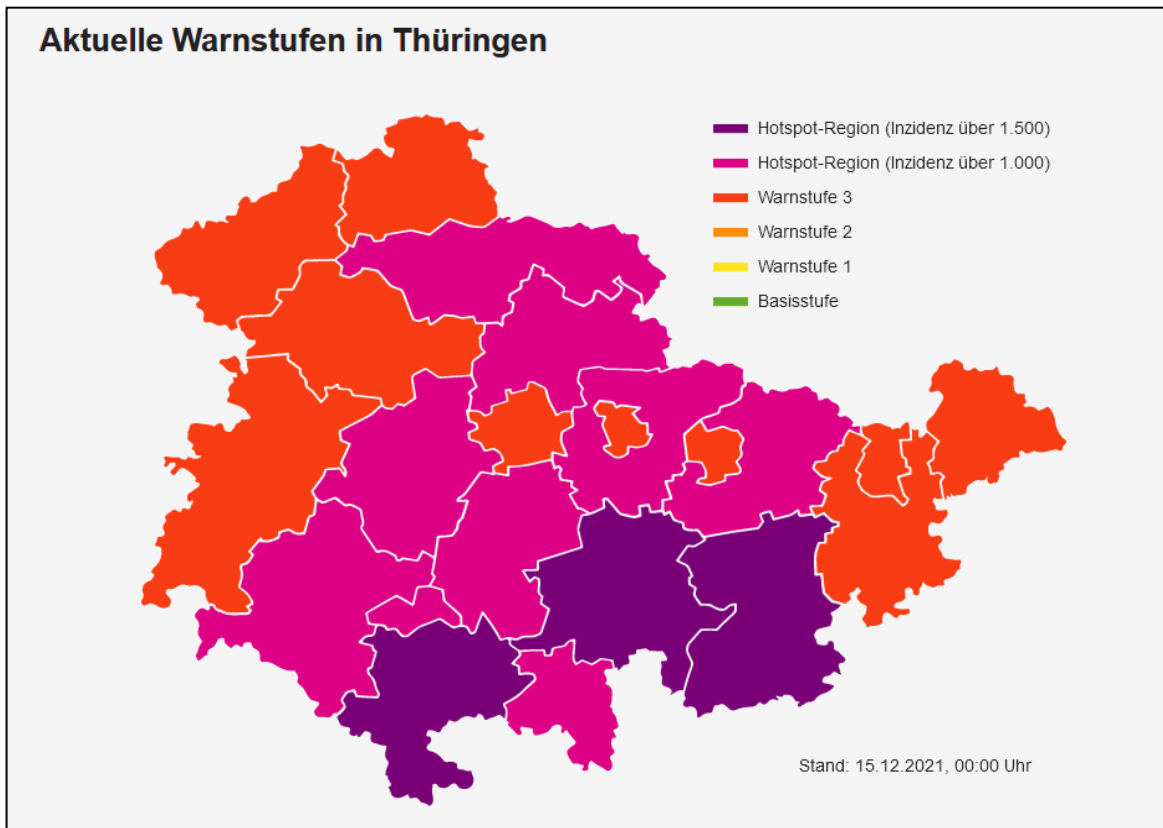 Aktuelle Warnstufen in Thüringen
Hotspot-Region (Inzidenz über 1.500)
Hotspot-Region (Inzidenz über 1.000)
Warnstufe 3
Warnstufe 2
Warnstufe 1
Basisstufe
Stand: 15.12.2021, 00:00 Uhr